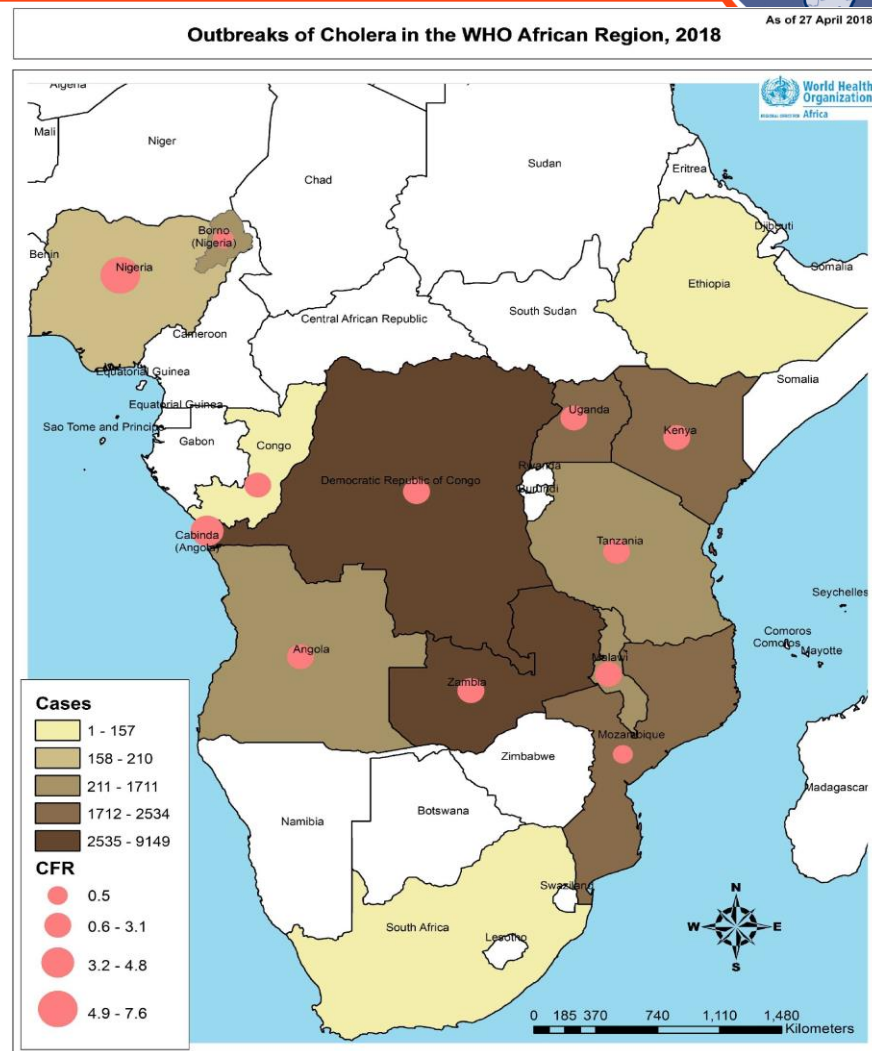 As of 27 April 2018
Outbreaks of Cholera in the WHO African Region, 2018
World Health
Organization
REGIONAL DIRECTOR Africa
Algeria
Mali
Niger
Chad
Sudan
Eritrea
Djibouti
Somalia
Borno
(Nigeria)
Benin
Nigeria
Ethiopia
Central African Republic
South Sudan
Cameroon
Equatorial Guinea
Somalia
Equatorial Guinea
Sao Tome and Principe
Gabon
Congo
Uganda
Kenya
Rwanda
Burundi
Democratic Republic of Congo
Cabinda
(Angola)
Tanzania
Seychelles
Comoros
Comoros
Mayotte
Angola
Zambia
Malawi
Mozambique
Zimbabwe
Madagascar
Namibia
Botswana
Swaziland
South Africa
Lesotho
Cases
1 - 157
158 - 210
211 - 1711
1712 - 2534
2535 - 9149
CFR
0.5
0.6 - 3.1
3.2 - 4.8
4.9 - 7.6
N
W E
S
0 185 370 740 1,110 1,480
Kilometers